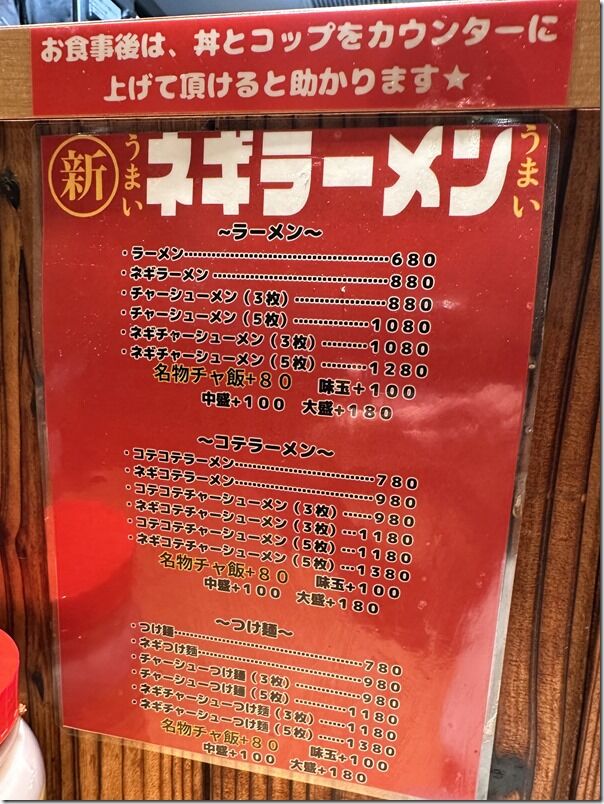 お食事後は、丼とコップをカウンターに
上げて頂けると助かります★
新 うまい ネギラーメン うまい
~ラーメン~
・ラーメン……680
・ネギラーメン……880
・チャーシューメン（3枚）……880
・チャーシューメン（5枚）……1080
・ネギチャーシューメン（3枚）……1080
・ネギチャーシューメン（5枚）……1280
名物チャ飯+80 味玉+100
中盛+100 大盛+180
~コテラーメン~
・コテコテラーメン……780
・ネギコテラーメン……980
・コテコテチャーシューメン（3枚）……980
・ネギコテチャーシューメン（3枚）…1180
・コテコテチャーシューメン（5枚）…1180
・ネギコテチャーシューメン（5枚）…1380
名物チャ飯+80 味玉+100
中盛+100 大盛+180
~つけ麺~
・つけ麺……780
・ネギつけ麺……980
・チャーシューつけ麺（3枚）……980
・チャーシューつけ麺（5枚）……1180
・ネギチャーシューつけ麺（3枚）…1180
・ネギチャーシューつけ麺（5枚）…1380
名物チャ飯+80 味玉+100
中盛+100 大盛+180